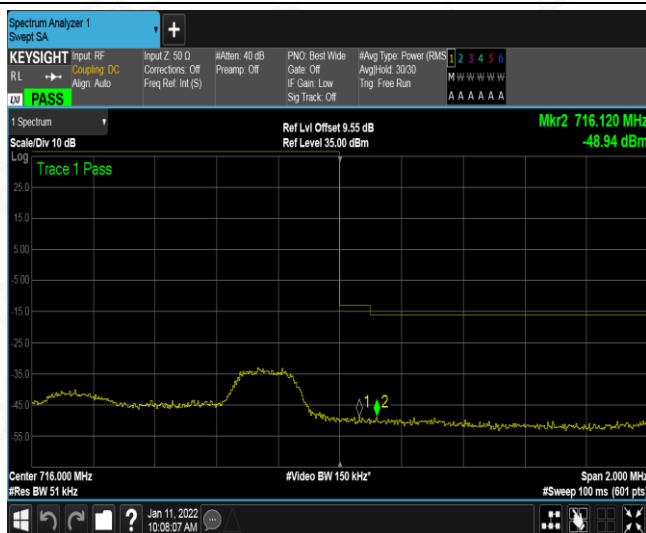 Spectrum Analyzer 1
Swept SA
+
KEYSIGHT
RL
LXI PASS
Input: RF
Coupling: DC
Align: Auto
Input Z: 50 Ω
Corrections: Off
Freq Ref: Int (S)
#Atten: 40 dB
Preamp: Off
PNO: Best Wide
Gate: Off
IF Gain: Low
Sig Track: Off
#Avg Type: Power (RMS
Avg|Hold: 30/30
Trig: Free Run
1 2 3 4 5 6
M W W W W W
A A A A A A
1 Spectrum
Scale/Div 10 dB
Ref Lvl Offset 9.55 dB
Ref Level 35.00 dBm
Mkr2 716.120 MHz
-48.94 dBm
Log
Trace 1 Pass
25.0
15.0
5.00
-5.00
-15.0
-25.0
-35.0
-45.0
-55.0
1 2
Center 716.000 MHz
#Res BW 51 kHz
#Video BW 150 kHz*
Span 2.000 MHz
#Sweep 100 ms (601 pts)
?
Jan 11, 2022
10:08:07 AM